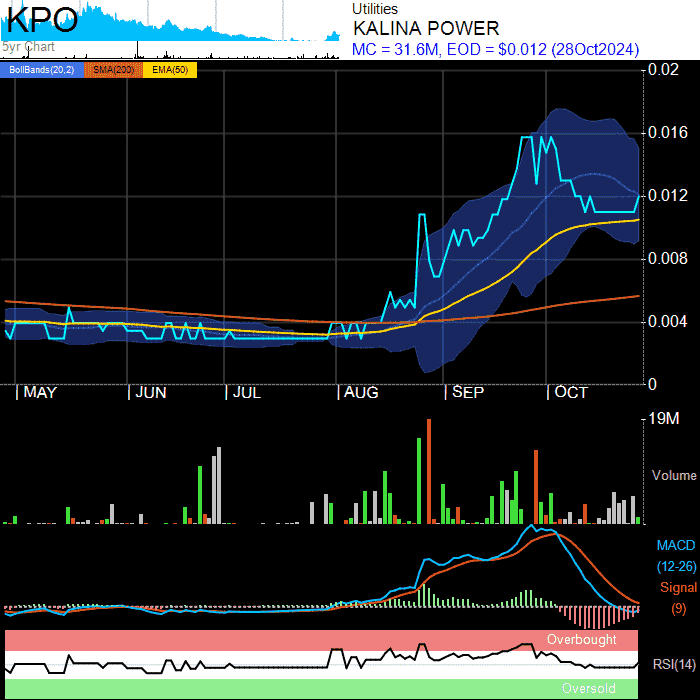 KPO
5yr Chart
Utilities
KALINA POWER
MC = 31.6M, EOD = $0.012 (28Oct2024)
BollBands(20,2) SMA(200) EMA(50)
0.02
0.016
0.012
0.008
0.004
0
MAY JUN JUL AUG SEP OCT
19M
Volume
MACD
(12-26)
Signal
(9)
Overbought
RSI(14)
Oversold